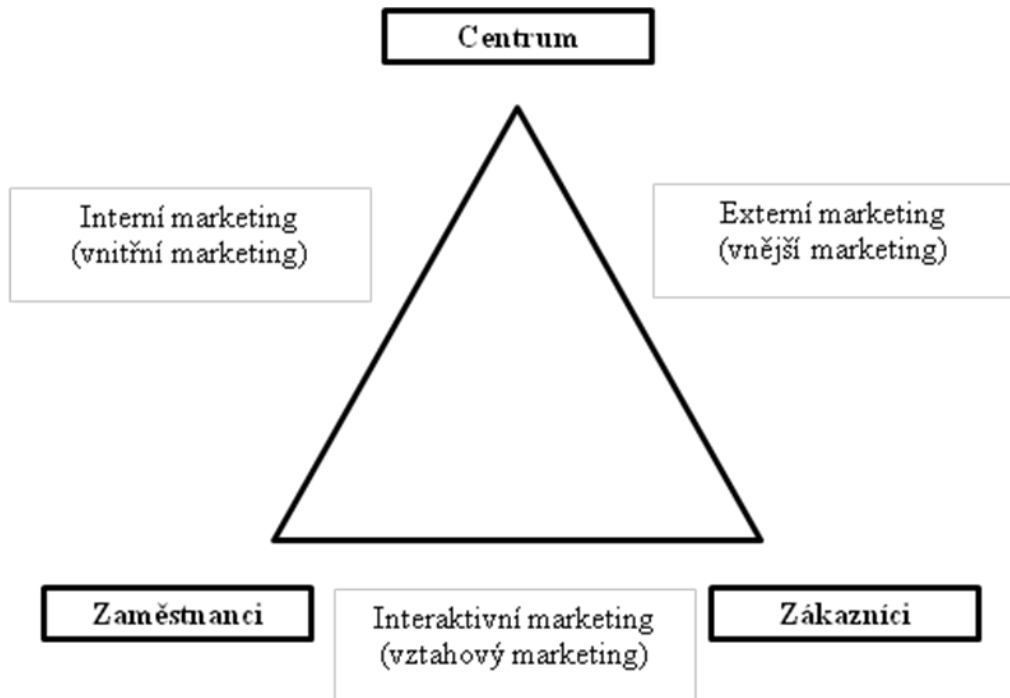 Centrum
Interní marketing
(vnitřní marketing)
Externí marketing
(vnější marketing)
Zaměstnanci
Interaktivní marketing
(vztahový marketing)
Zákazníci